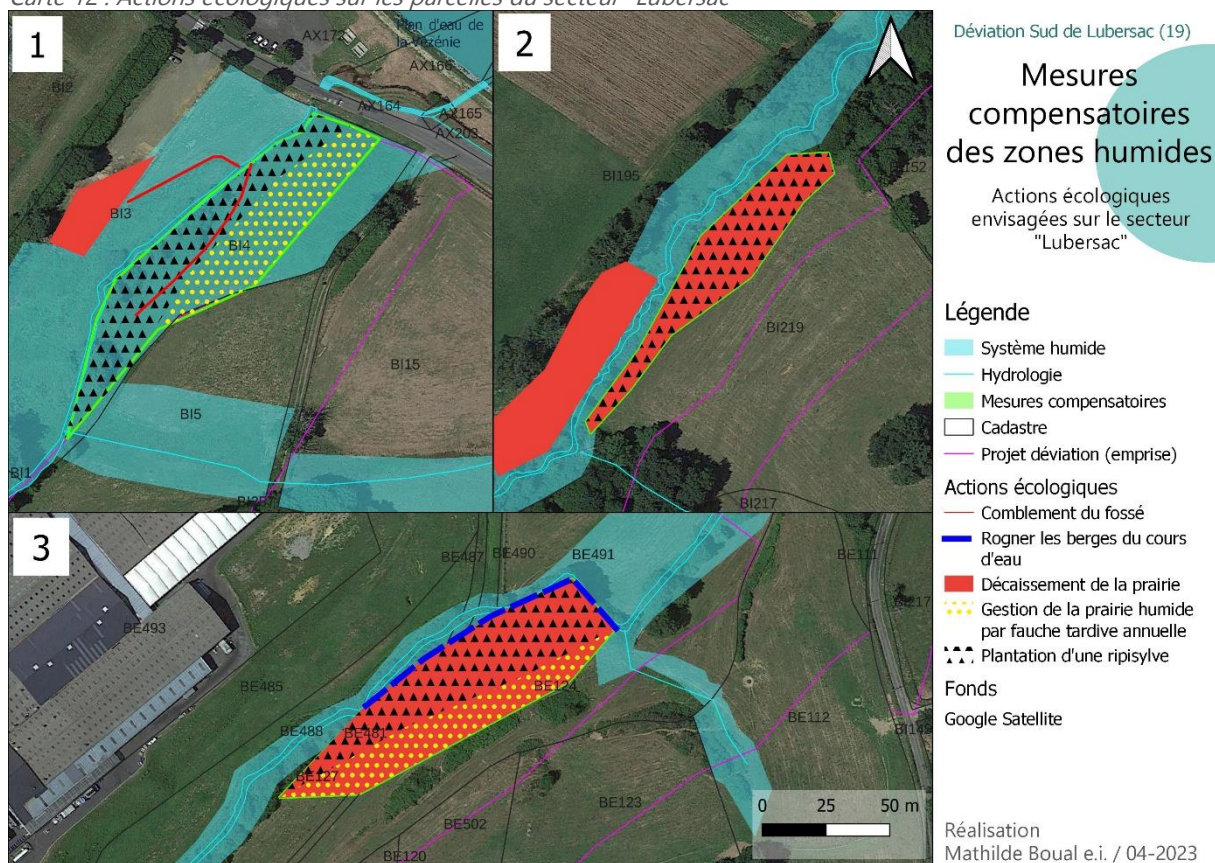 Carte 12 : Actions écologiques sur les parcelles du secteur "Lubersac"
1
BI2
AX172
Plan d'eau de
la Vézénie
AX166
AX164
AX165
AX203
BI3
BI4
BI15
BI5
BI1
2
BI195
BI219
BI217
3
BE487
BE490
BE491
BE111
BE493
BE485
BE488
BE481
BE124
BE127
BE112
BE123
BE502
BE120
0 25 50 m
Déviation Sud de Lubersac (19)
Mesures
compensatoires
des zones humides
Actions écologiques
envisagées sur le secteur
"Lubersac"
Légende
Système humide
Hydrologie
Mesures compensatoires
Cadastre
Projet déviation (emprise)
Actions écologiques
Comblement du fossé
Rogner les berges du cours
d'eau
Décaissement de la prairie
Gestion de la prairie humide
par fauche tardive annuelle
Plantation d'une ripisylve
Fonds
Google Satellite
Réalisation
Mathilde Boual e.i. / 04-2023